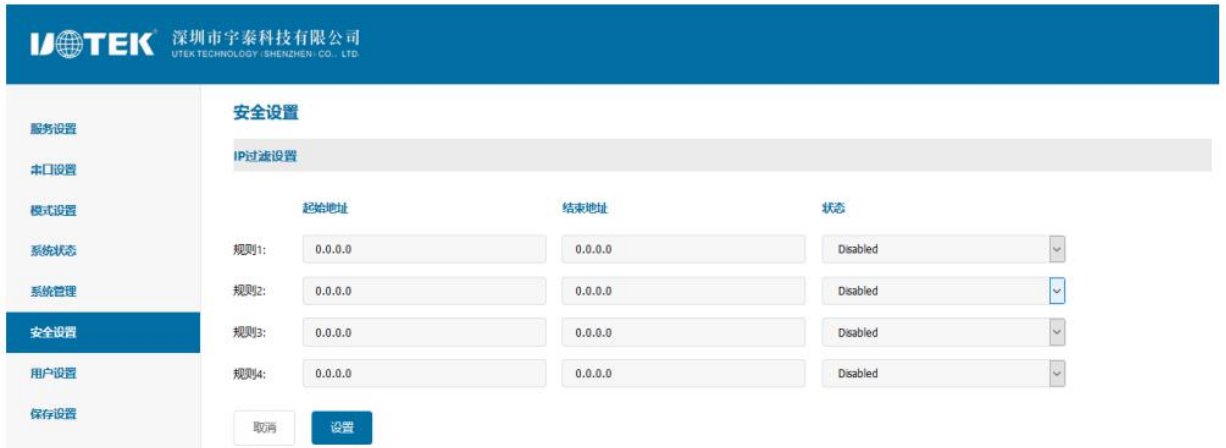 UTEK 深圳市宇泰科技有限公司
UTEK TECHNOLOGY (SHENZHEN) CO., LTD.
服务设置
串口设置
模式设置
系统状态
系统管理
安全设置
用户设置
保存设置
安全设置
IP过滤设置
起始地址 结束地址 状态
规则1: 0.0.0.0 0.0.0.0 Disabled
规则2: 0.0.0.0 0.0.0.0 Disabled
规则3: 0.0.0.0 0.0.0.0 Disabled
规则4: 0.0.0.0 0.0.0.0 Disabled
取消 设置